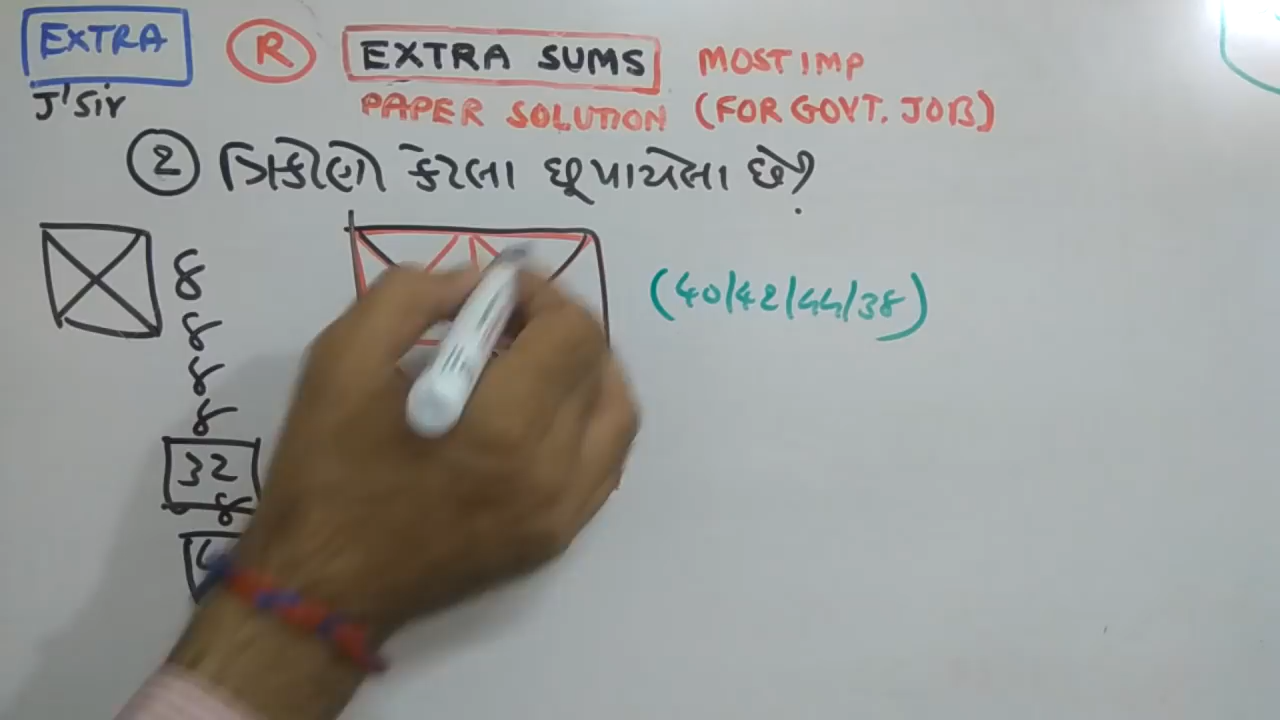 EXTRA R EXTRA SUMS MOST IMP
J'Sir PAPER SOLUTION (FOR GOVT. JOB)
2 ત્રિકોણો કેટલા છૂપાયેલા છે?
(40/42/44/38)
8
8
8
8
32
8